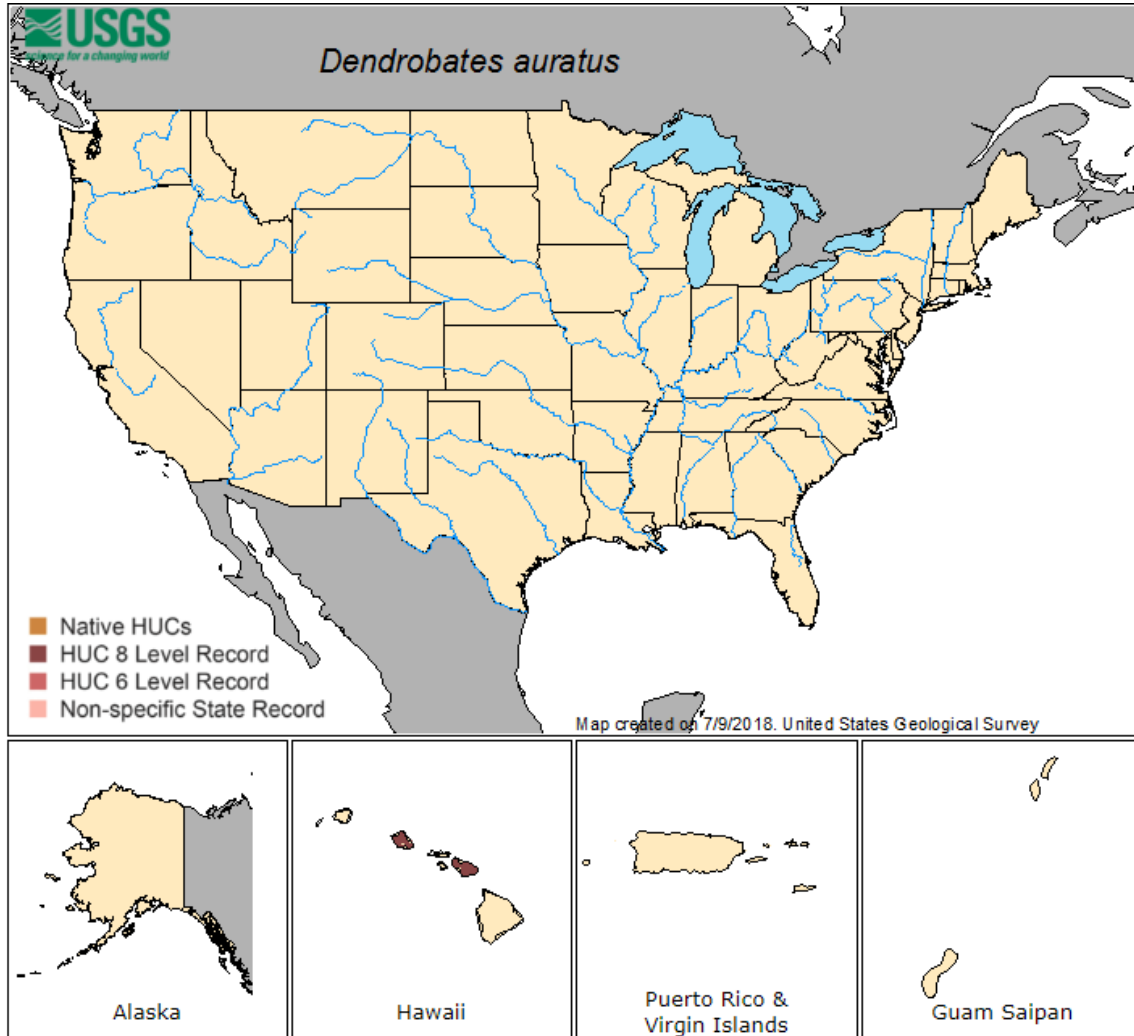 USGS
science for a changing world
Dendrobates auratus
Native HUCs
HUC 8 Level Record
HUC 6 Level Record
Non-specific State Record
Map created on 7/9/2018. United States Geological Survey
Alaska
Hawaii
Puerto Rico &
Virgin Islands
Guam Saipan